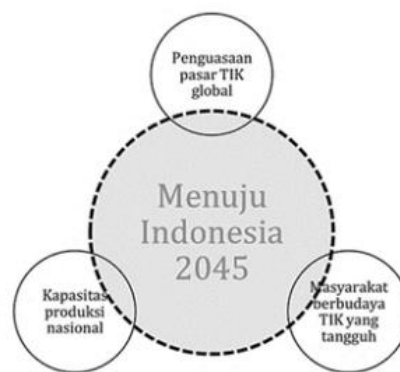 Penguasaan
pasar TIK
global
Menuju
Indonesia
2045
Kapasitas
produksi
nasional
Masyarakat
berbudaya
TIK yang
tangguh